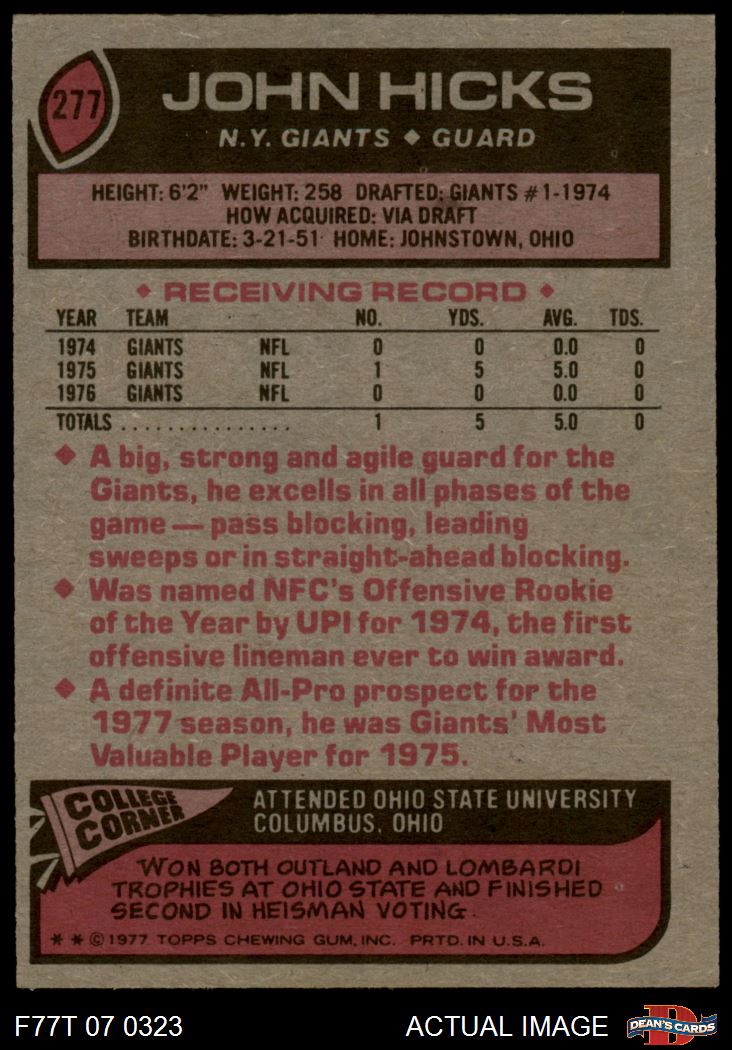 277
JOHN HICKS
N.Y. GIANTS ♦ GUARD
HEIGHT: 6'2" WEIGHT: 258 DRAFTED: GIANTS #1-1974
HOW ACQUIRED: VIA DRAFT
BIRTHDATE: 3-21-51 HOME: JOHNSTOWN, OHIO
♦ RECEIVING RECORD ♦
YEAR TEAM NO. YDS. AVG. TDS.
1974 GIANTS NFL 0 0 0.0 0
1975 GIANTS NFL 1 5 5.0 0
1976 GIANTS NFL 0 0 0.0 0
TOTALS . . . . . . . . . . . . . . . 1 5 5.0 0
♦ A big, strong and agile guard for the
Giants, he excells in all phases of the
game — pass blocking, leading
sweeps or in straight-ahead blocking.
♦ Was named NFC's Offensive Rookie
of the Year by UPI for 1974, the first
offensive lineman ever to win award.
♦ A definite All-Pro prospect for the
1977 season, he was Giants' Most
Valuable Player for 1975.
COLLEGE
CORNER
ATTENDED OHIO STATE UNIVERSITY
COLUMBUS, OHIO
WON BOTH OUTLAND AND LOMBARDI
TROPHIES AT OHIO STATE AND FINISHED
SECOND IN HEISMAN VOTING.
* * © 1977 TOPPS CHEWING GUM, INC. PRTD. IN U.S.A.
F77T 07 0323
ACTUAL IMAGE
D
DEAN'S CARDS